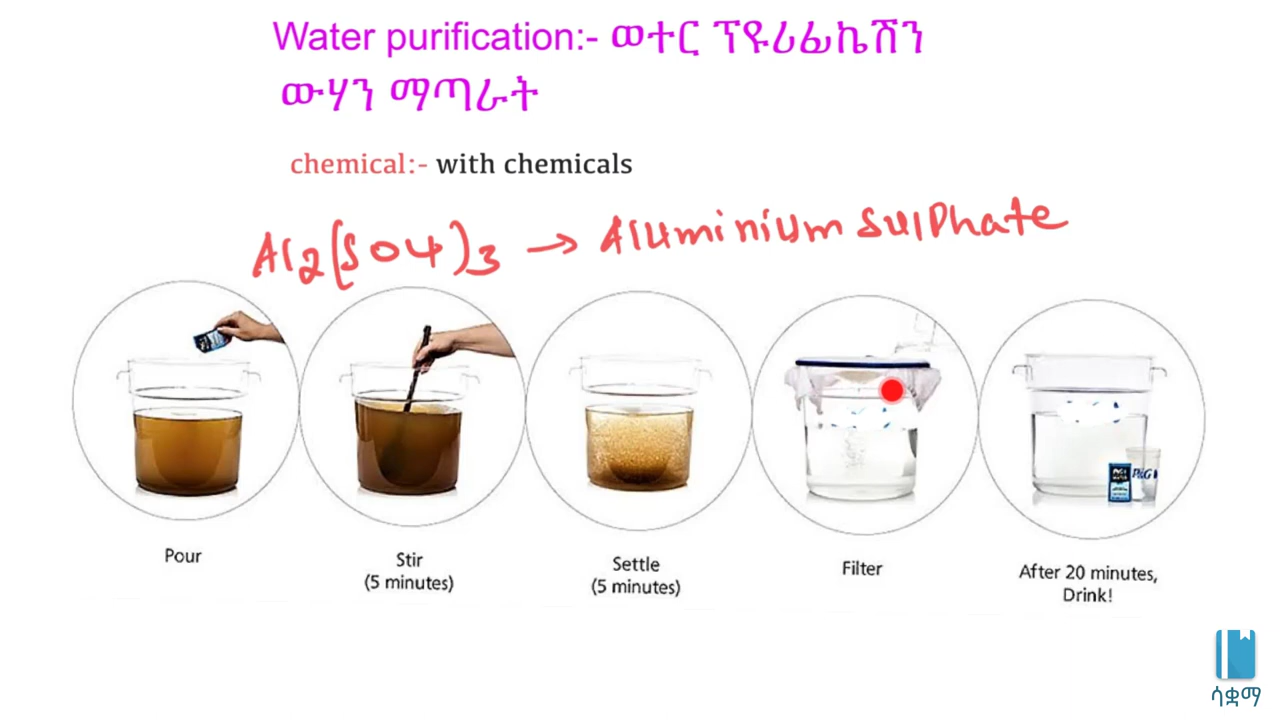 Water purification:- ወተር ፕዩሪፊኬሽን
ውሃን ማጣራት
chemical:- with chemicals
Al2(SO4)3 → Aluminium Sulphate
Pour
Stir
(5 minutes)
Settle
(5 minutes)
Filter
After 20 minutes,
Drink!
P&G
ሳቋማ